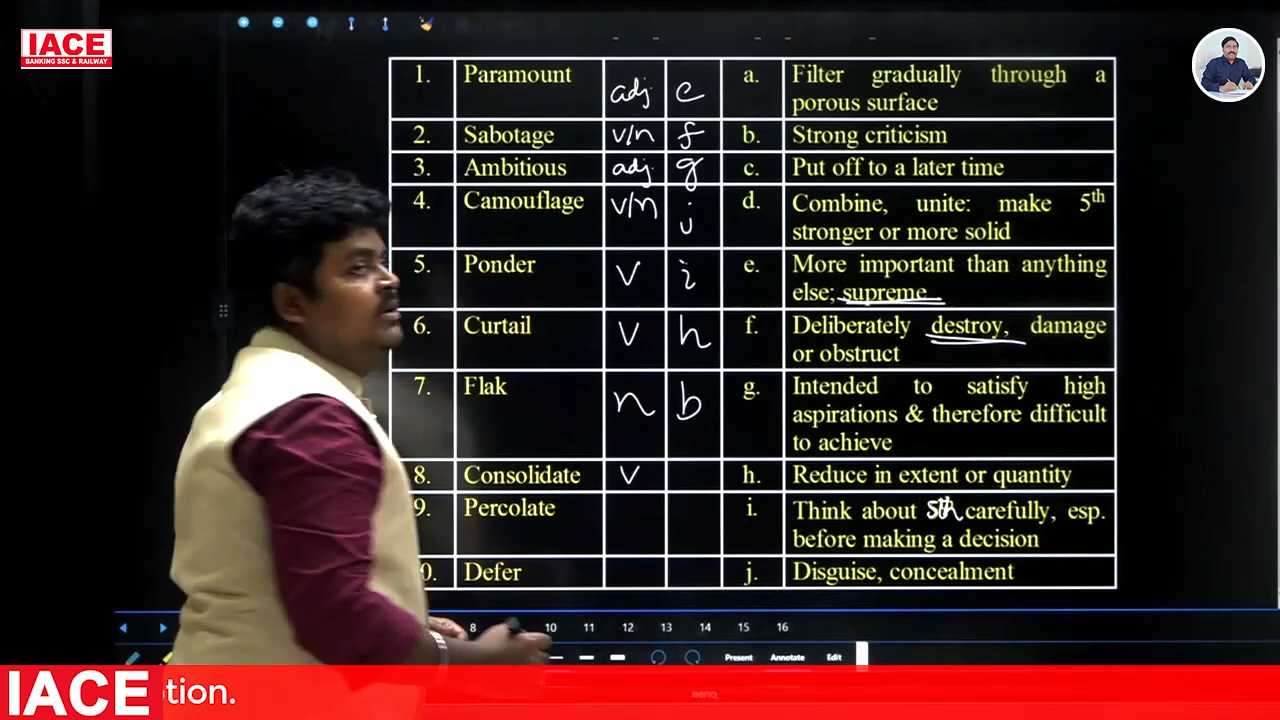 IACE
BANKING SSC & RAILWAY
1. Paramount adj e a. Filter gradually through a
porous surface
2. Sabotage v/n f b. Strong criticism
3. Ambitious adj g c. Put off to a later time
4. Camouflage v/n j d. Combine, unite: make 5th
stronger or more solid
5. Ponder v i e. More important than anything
else; supreme
6. Curtail v h f. Deliberately destroy, damage
or obstruct
7. Flak n b g. Intended to satisfy high
aspirations & therefore difficult
to achieve
8. Consolidate v h. Reduce in extent or quantity
9. Percolate i. Think about sth carefully, esp.
before making a decision
0. Defer j. Disguise, concealment
8 10 11 12 13 14 15 16
Present Annotate Edit
BenQ
IACE tion.